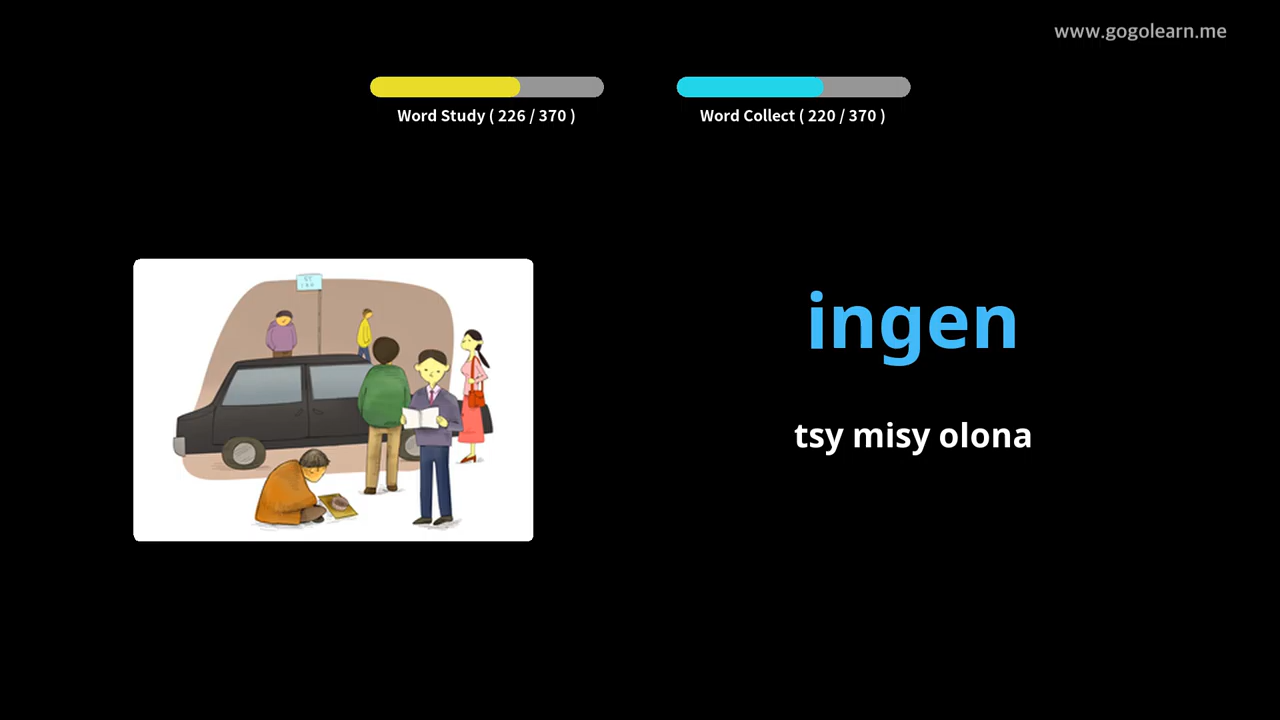 www.gogolearn.me
Word Study ( 226 / 370 )
Word Collect ( 220 / 370 )
ingen
tsy misy olona